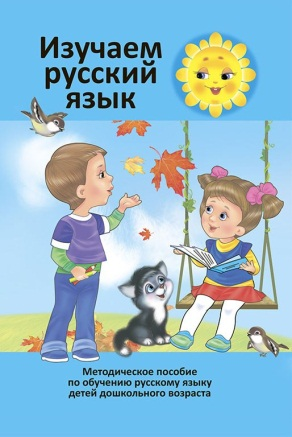 Изучаем
русский
язык
Методическое пособие
по обучению русскому языку
детей дошкольного возраста